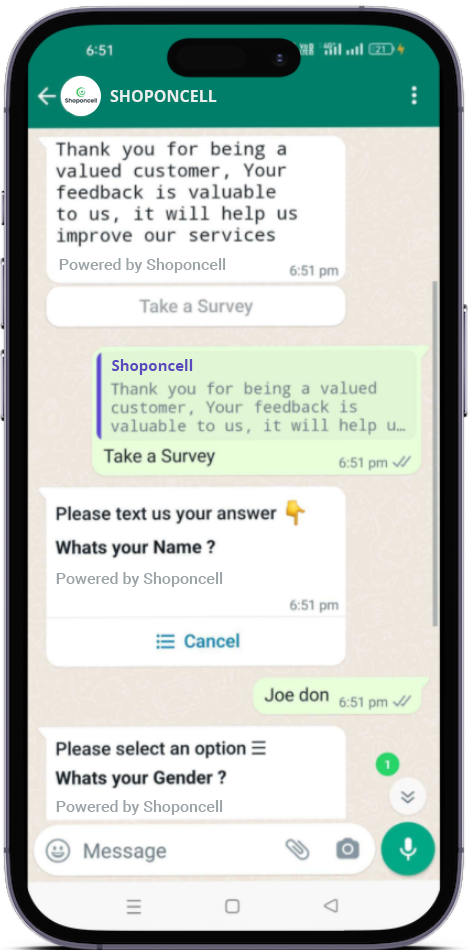 6:51
21
Shoponcell
SHOPONCELL
Thank you for being a
valued customer, Your
feedback is valuable
to us, it will help us
improve our services
Powered by Shoponcell
6:51 pm
Take a Survey
Shoponcell
Thank you for being a valued
customer, Your feedback is
valuable to us, it will help u…
Take a Survey
6:51 pm
Please text us your answer 👇
Whats your Name ?
Powered by Shoponcell
6:51 pm
Cancel
Joe don
6:51 pm
Please select an option ☰
Whats your Gender ?
1
Powered by Shoponcell
Message